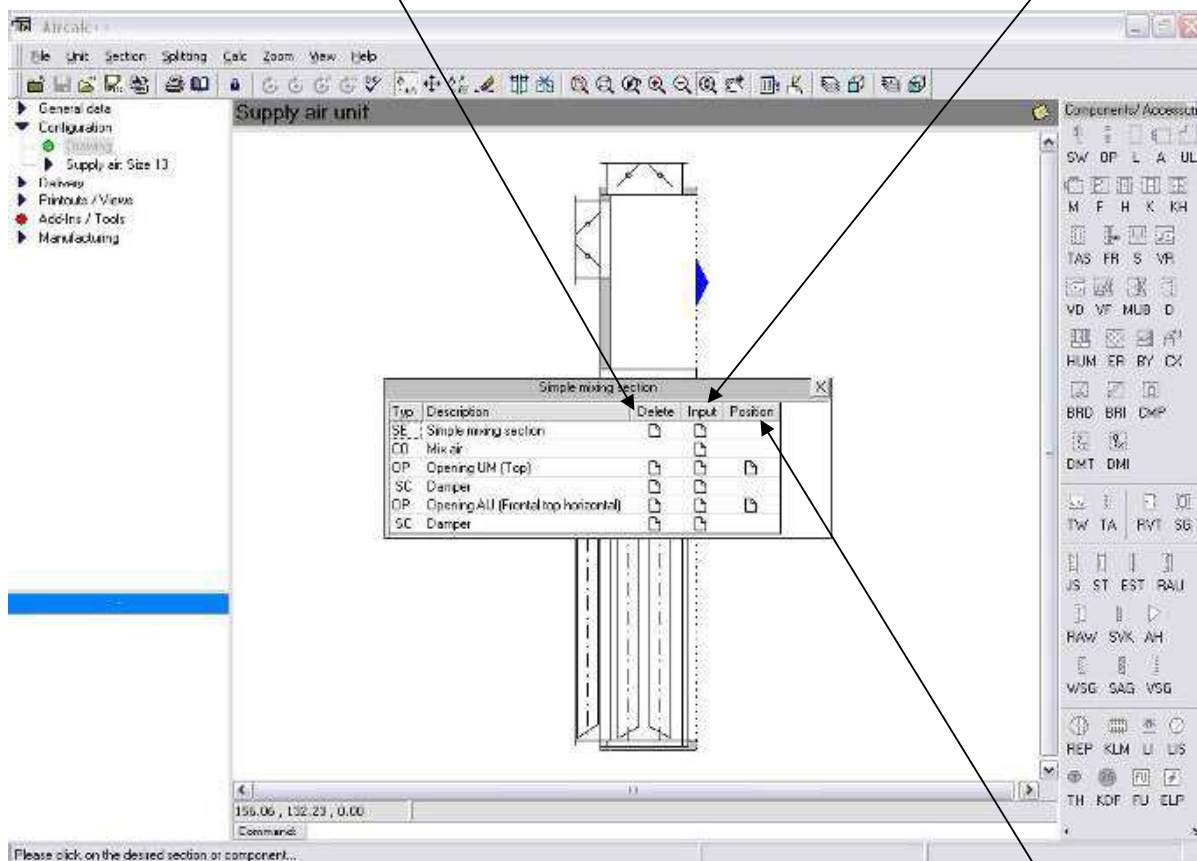 Aircalc++
File Unit Section Splitting Calc Zoom View Help
General data
Configuration
Drawing
Supply air: Size 13
Delivery
Printouts / Views
Add-Ins / Tools
Manufacturing
Supply air unit
Simple mixing section
Typ Description Delete Input Position
SE Simple mixing section
CO Mix air
OP Opening UM (Top)
SC Damper
OP Opening AU (Frontal top horizontal)
SC Damper
156.06 , 132.23 , 0.00
Command:
Please click on the desired section or component...
Components/
SW OP L A UL
M F H K KH
TAS FR S VR
VD VF MUB D
HUM ER BY CX
BRD BRI CMP
DMT DMI
TW TA RVT SG
JS ST EST RAU
RAW SVK AH
WSG SAG VSG
REP KLM LI LIS
TH KDF FU ELP